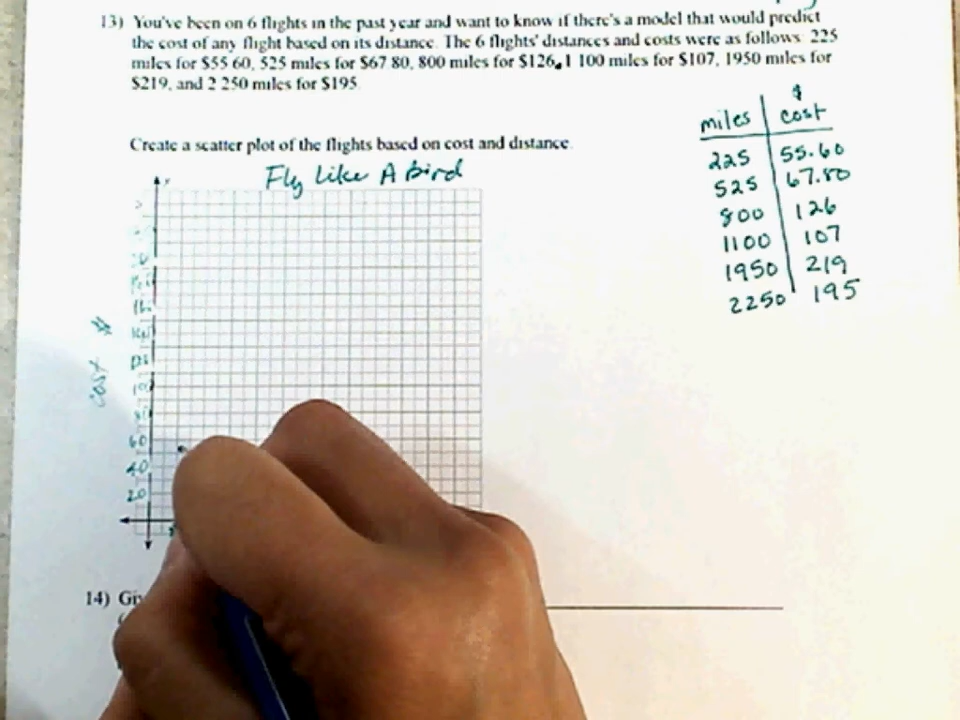 13) You've been on 6 flights in the past year and want to know if there's a model that would predict
the cost of any flight based on its distance. The 6 flights' distances and costs were as follows: 225
miles for $55.60, 525 miles for $67.80, 800 miles for $126, 1 100 miles for $107, 1950 miles for
$219, and 2 250 miles for $195.
miles $ cost
225 55.60
525 67.80
800 126
1100 107
1950 219
2250 195
Create a scatter plot of the flights based on cost and distance.
Fly Like A bird
y
cost $
60
40
20
14)